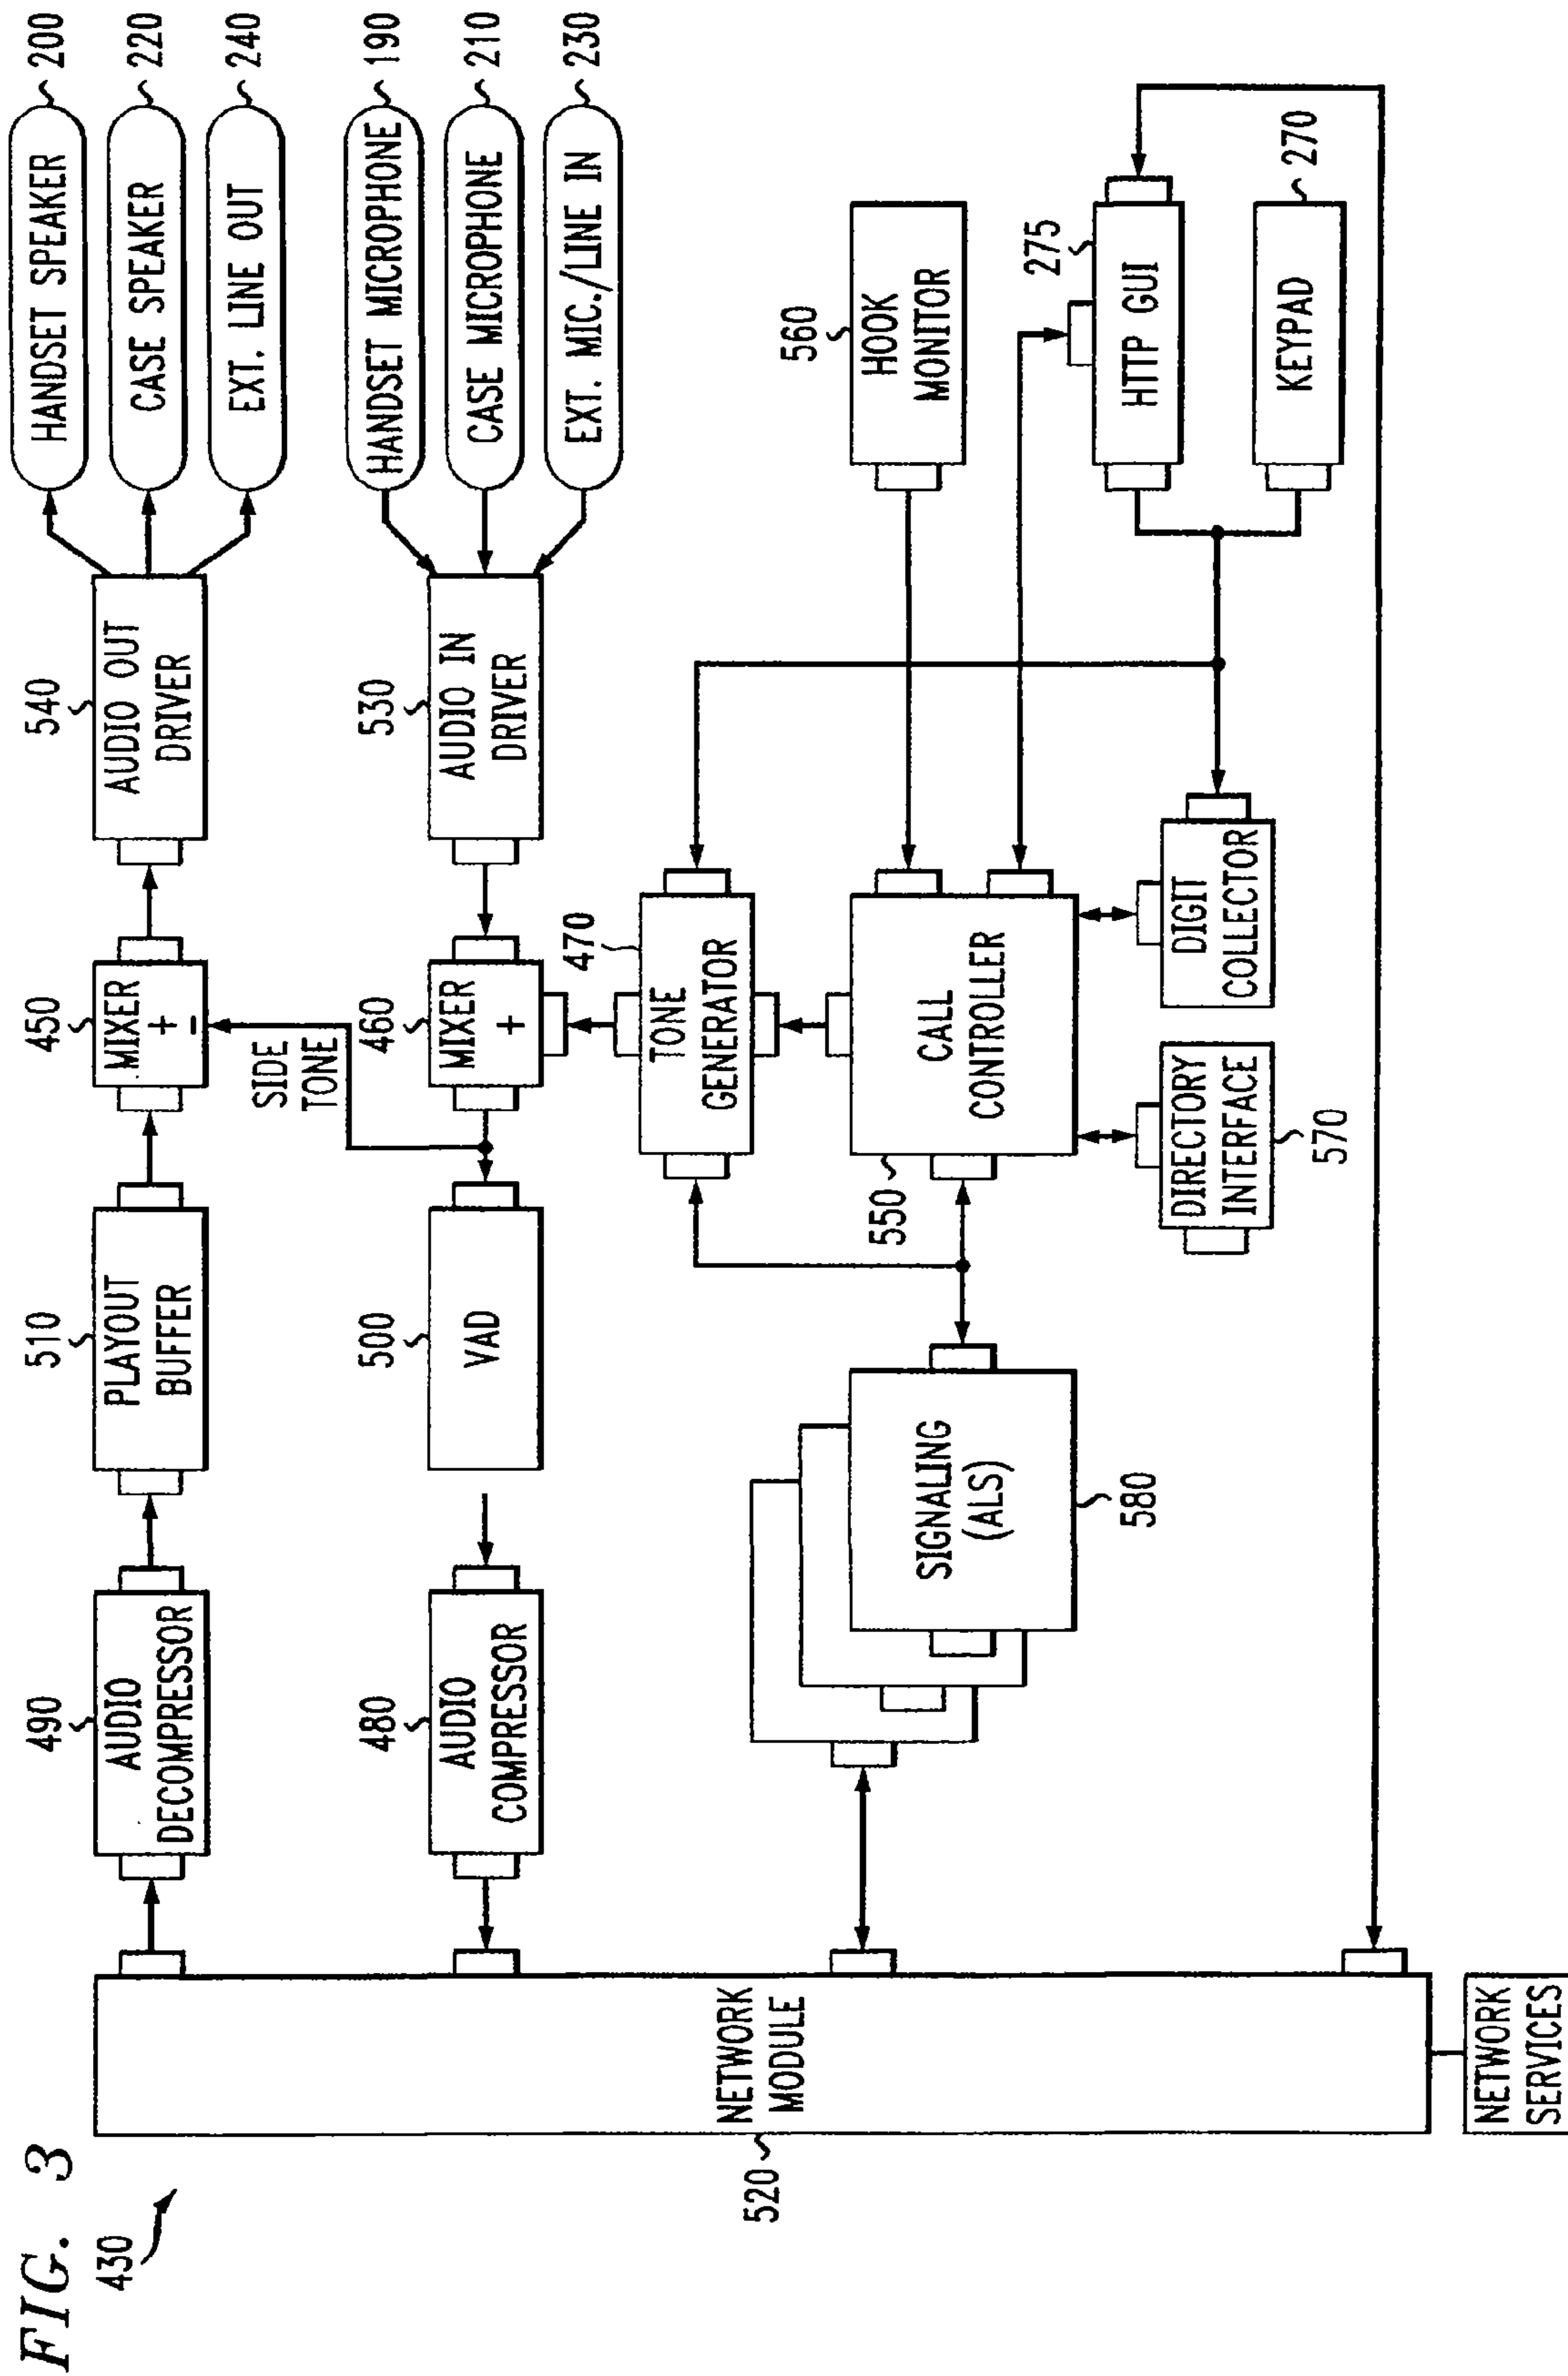 FIG. 3
430
490
AUDIO
DECOMPRESSOR
510
PLAYOUT
BUFFER
450
MIXER
+
-
540
AUDIO OUT
DRIVER
HANDSET SPEAKER
200
CASE SPEAKER
220
EXT. LINE OUT
240
SIDE
TONE
480
AUDIO
COMPRESSOR
500
VAD
460
MIXER
+
530
AUDIO IN
DRIVER
HANDSET MICROPHONE
190
CASE MICROPHONE
210
EXT. MIC./LINE IN
230
470
TONE
GENERATOR
NETWORK
MODULE
520
SIGNALING
(ALS)
580
550
CALL
CONTROLLER
560
HOOK
MONITOR
275
HTTP GUI
KEYPAD
270
DIRECTORY
INTERFACE
570
DIGIT
COLLECTOR
NETWORK
SERVICES